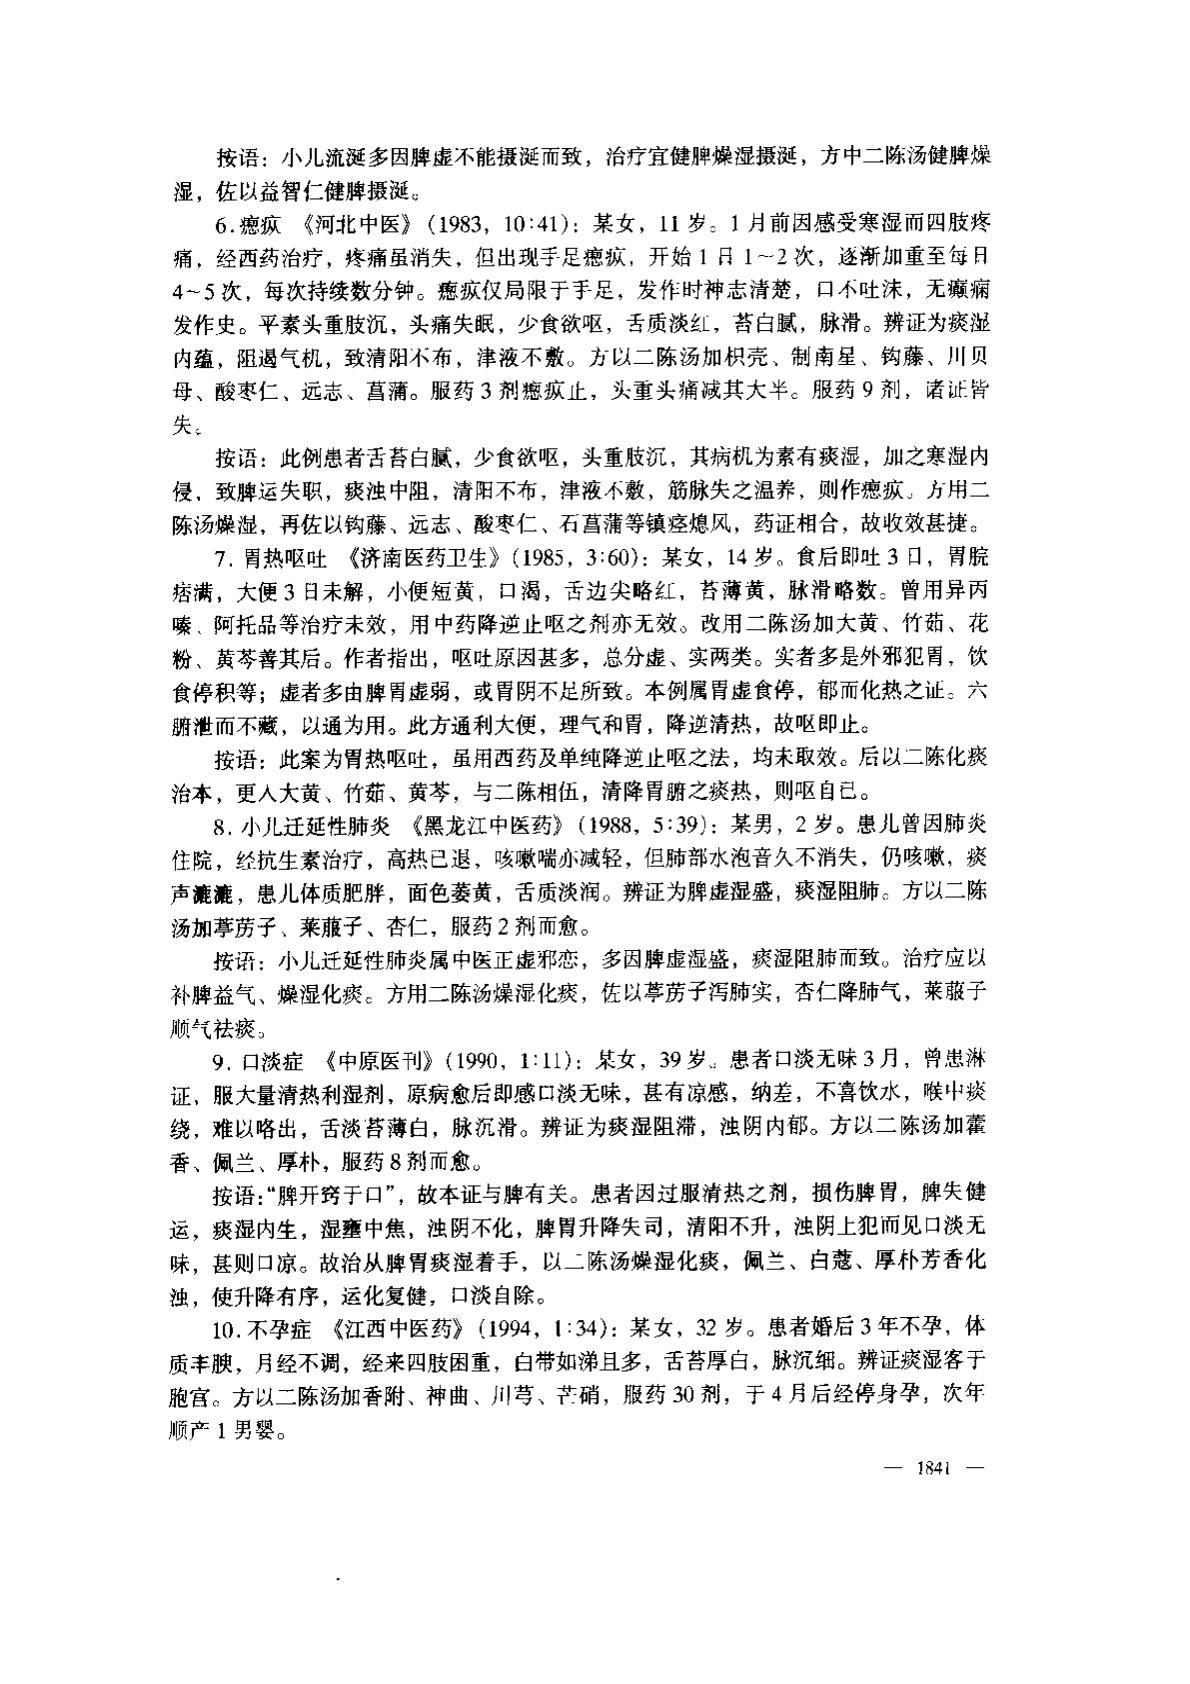 按语：小儿流涎多因脾虚不能摄涎而致，治疗宜健脾燥湿摄涎，方中二陈汤健脾燥
湿，佐以益智仁健脾摄涎。
6.瘛疭 《河北中医》(1983，10:41)：某女，11岁。1月前因感受寒湿而四肢疼
痛，经西药治疗，疼痛虽消失，但出现手足瘛疭，开始1日1~2次，逐渐加重至每日
4~5次，每次持续数分钟。瘛疭仅局限于手足，发作时神志清楚，口不吐沫，无癫痫
发作史。平素头重肢沉，头痛失眠，少食欲呕，舌质淡红，苔白腻，脉滑。辨证为痰湿
内蕴，阻遏气机，致清阳不布，津液不敷。方以二陈汤加枳壳、制南星、钩藤、川贝
母、酸枣仁、远志、菖蒲。服药3剂瘛疭止，头重头痛减其大半。服药9剂，诸证皆
失。
按语：此例患者舌苔白腻，少食欲呕，头重肢沉，其病机为素有痰湿，加之寒湿内
侵，致脾运失职，痰浊中阻，清阳不布，津液不敷，筋脉失之温养，则作瘛疭。方用二
陈汤燥湿，再佐以钩藤、远志、酸枣仁、石菖蒲等镇痉熄风，药证相合，故收效甚捷。
7.胃热呕吐 《济南医药卫生》(1985，3:60)：某女，14岁。食后即吐3日，胃脘
痞满，大便3日未解，小便短黄，口渴，舌边尖略红，苔薄黄，脉滑略数。曾用异丙
嗪、阿托品等治疗未效，用中药降逆止呕之剂亦无效。改用二陈汤加大黄、竹茹、花
粉、黄芩善其后。作者指出，呕吐原因甚多，总分虚、实两类。实者多是外邪犯胃，饮
食停积等；虚者多由脾胃虚弱，或胃阴不足所致。本例属胃虚食停，郁而化热之证。六
腑泄而不藏，以通为用。此方通利大便，理气和胃，降逆清热，故呕即止。
按语：此案为胃热呕吐，虽用西药及单纯降逆止呕之法，均未取效。后以二陈化痰
治本，更入大黄、竹茹、黄芩，与二陈相伍，清降胃腑之痰热，则呕自已。
8.小儿迁延性肺炎 《黑龙江中医药》(1988，5:39)：某男，2岁。患儿曾因肺炎
住院，经抗生素治疗，高热已退，咳嗽喘亦减轻，但肺部水泡音久不消失，仍咳嗽，痰
声漉漉，患儿体质肥胖，面色萎黄，舌质淡润。辨证为脾虚湿盛，痰湿阻肺。方以二陈
汤加葶苈子、莱菔子、杏仁，服药2剂而愈。
按语：小儿迁延性肺炎属中医正虚邪恋，多因脾虚湿盛，痰湿阻肺而致。治疗应以
补脾益气、燥湿化痰。方用二陈汤燥湿化痰，佐以葶苈子泻肺实，杏仁降肺气，莱菔子
顺气祛痰。
9.口淡症 《中原医刊》(1990，1:11)：某女，39岁。患者口淡无味3月，曾患淋
证，服大量清热利湿剂，原病愈后即感口淡无味，甚有凉感，纳差，不喜饮水，喉中痰
绕，难以咯出，舌淡苔薄白，脉沉滑。辨证为痰湿阻滞，浊阴内郁。方以二陈汤加藿
香、佩兰、厚朴，服药8剂而愈。
按语：“脾开窍于口”，故本证与脾有关。患者因过服清热之剂，损伤脾胃，脾失健
运，痰湿内生，湿壅中焦，浊阴不化，脾胃升降失司，清阳不升，浊阴上犯而见口淡无
味，甚则口凉。故治从脾胃痰湿着手，以二陈汤燥湿化痰，佩兰、白蔻、厚朴芳香化
浊，使升降有序，运化复健，口淡自除。
10.不孕症 《江西中医药》(1994，1:34)：某女，32岁。患者婚后3年不孕，体
质丰腴，月经不调，经来四肢困重，白带如涕且多，舌苔厚白，脉沉细。辨证痰湿客于
胞宫。方以二陈汤加香附、神曲、川芎、芒硝，服药30剂，于4月后经停身孕，次年
顺产1男婴。
— 1841 —